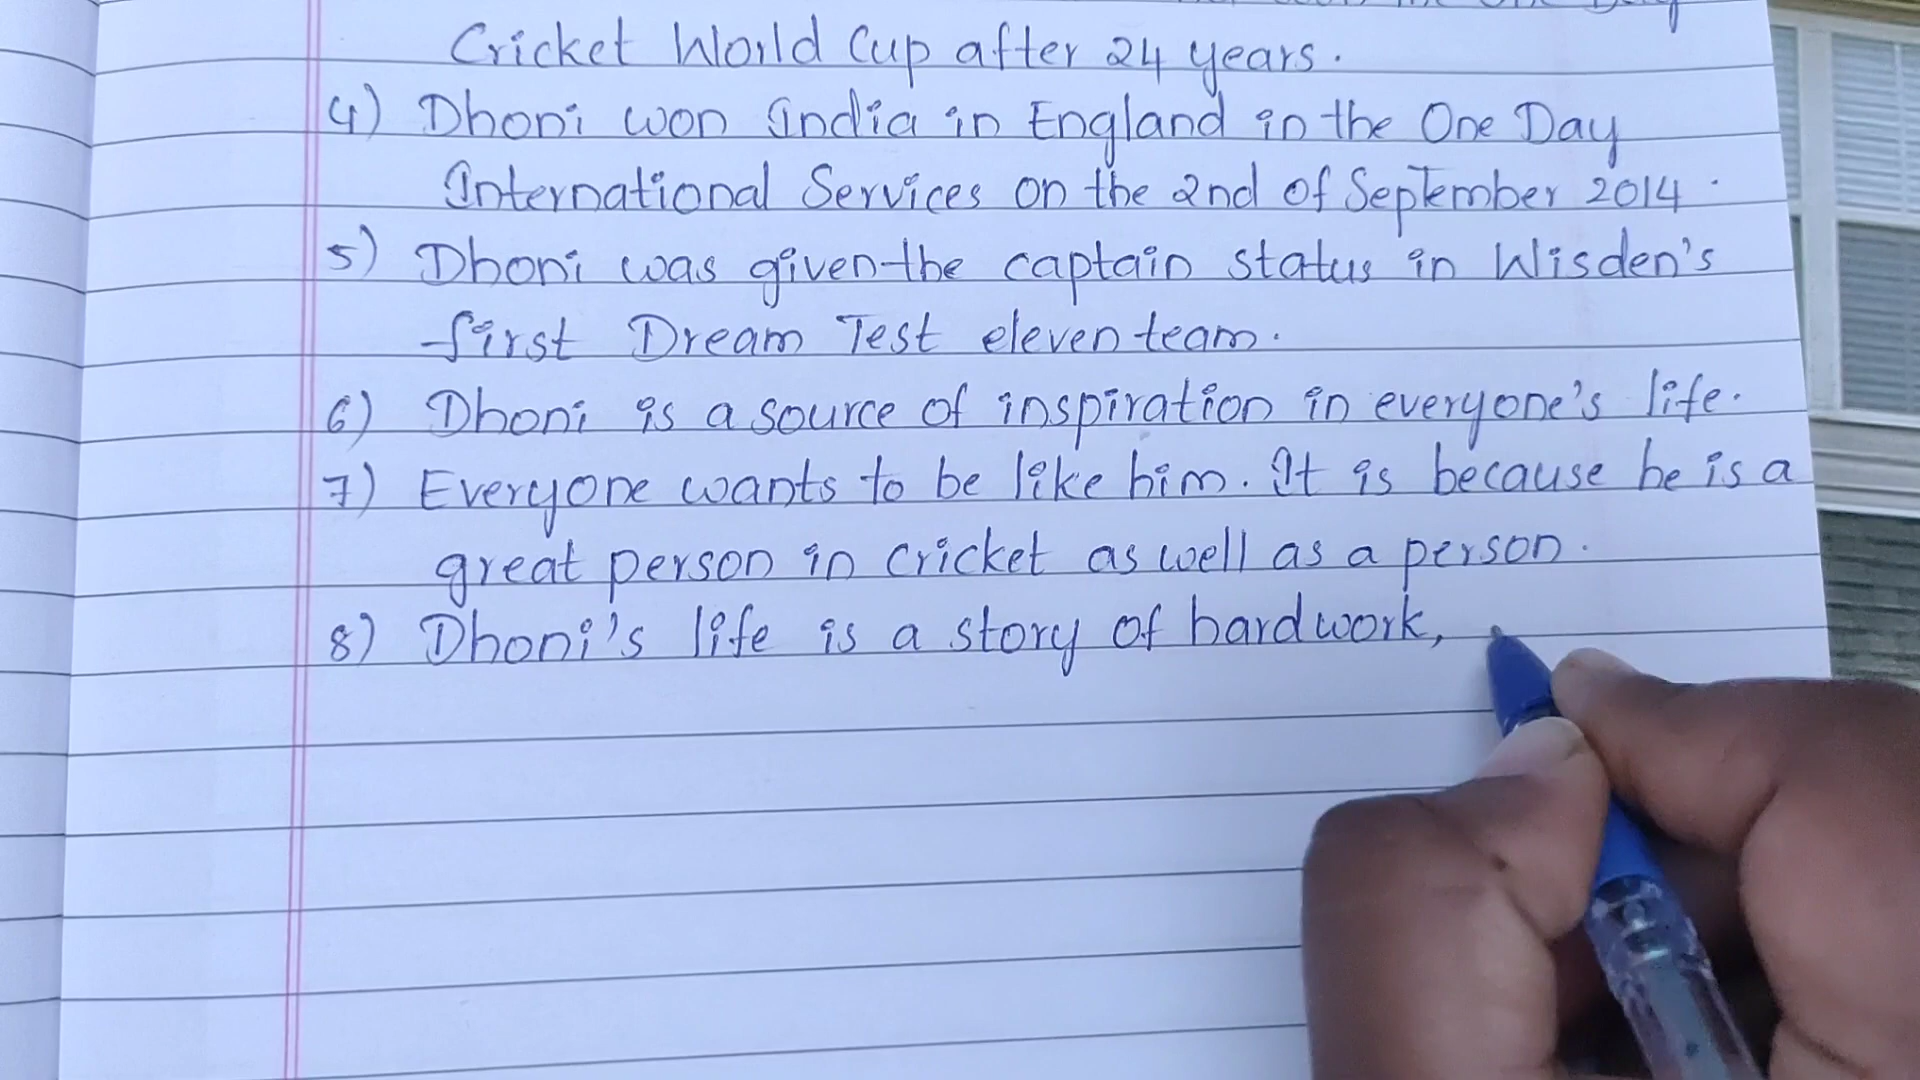 Cricket World Cup after 24 years.
4) Dhoni won India in England in the One Day
International Services on the 2nd of September 2014.
5) Dhoni was given the captain status in Wisden's
first Dream Test eleven team.
6) Dhoni is a source of inspiration in everyone's life.
7) Everyone wants to be like him. It is because he is a
great person in cricket as well as a person.
8) Dhoni's life is a story of hard work,